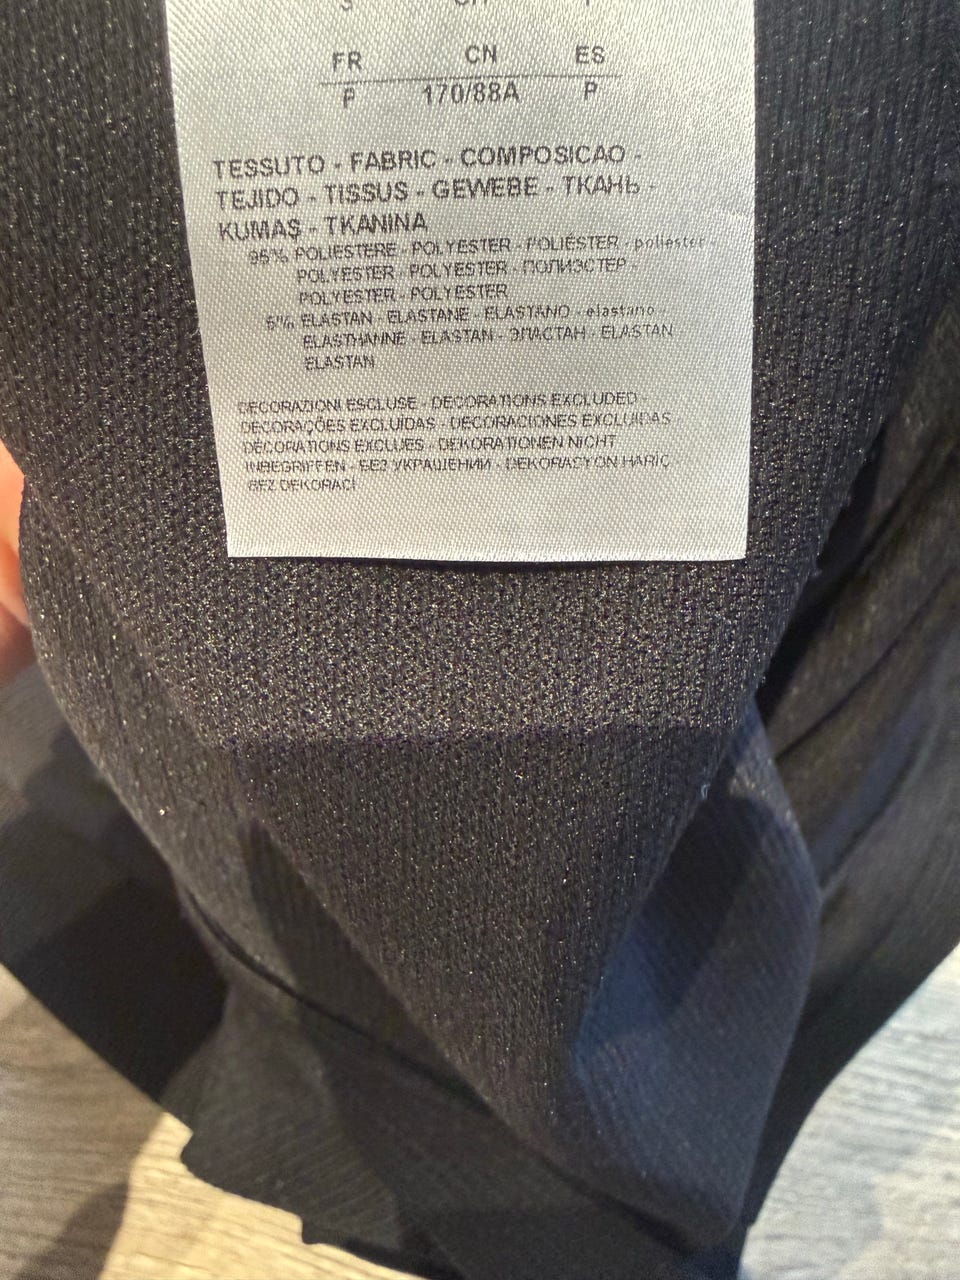 FR CN ES
P 170/88A P
TESSUTO - FABRIC - COMPOSICAO -
TEJIDO - TISSUS - GEWEBE - ТКАНЬ -
KUMAŞ - TKANINA
95% POLIESTERE - POLYESTER - POLIÉSTER - poliéster -
POLYESTER - POLYESTER - ПОЛИЭСТЕР -
POLYESTER - POLYESTER
5% ELASTAN - ELASTANE - ELASTANO - elastano -
ELASTHANNE - ELASTAN - ЭЛАСТАН - ELASTAN
ELASTAN
DECORAZIONI ESCLUSE - DECORATIONS EXCLUDED -
DECORAÇÕES EXCLUÍDAS - DECORACIONES EXCLUIDAS
DÉCORATIONS EXCLUES - DEKORATIONEN NICHT
INBEGRIFFEN - БЕЗ УКРАШЕНИЙ - DEKORASYON HARİÇ -
BEZ DEKORACJI